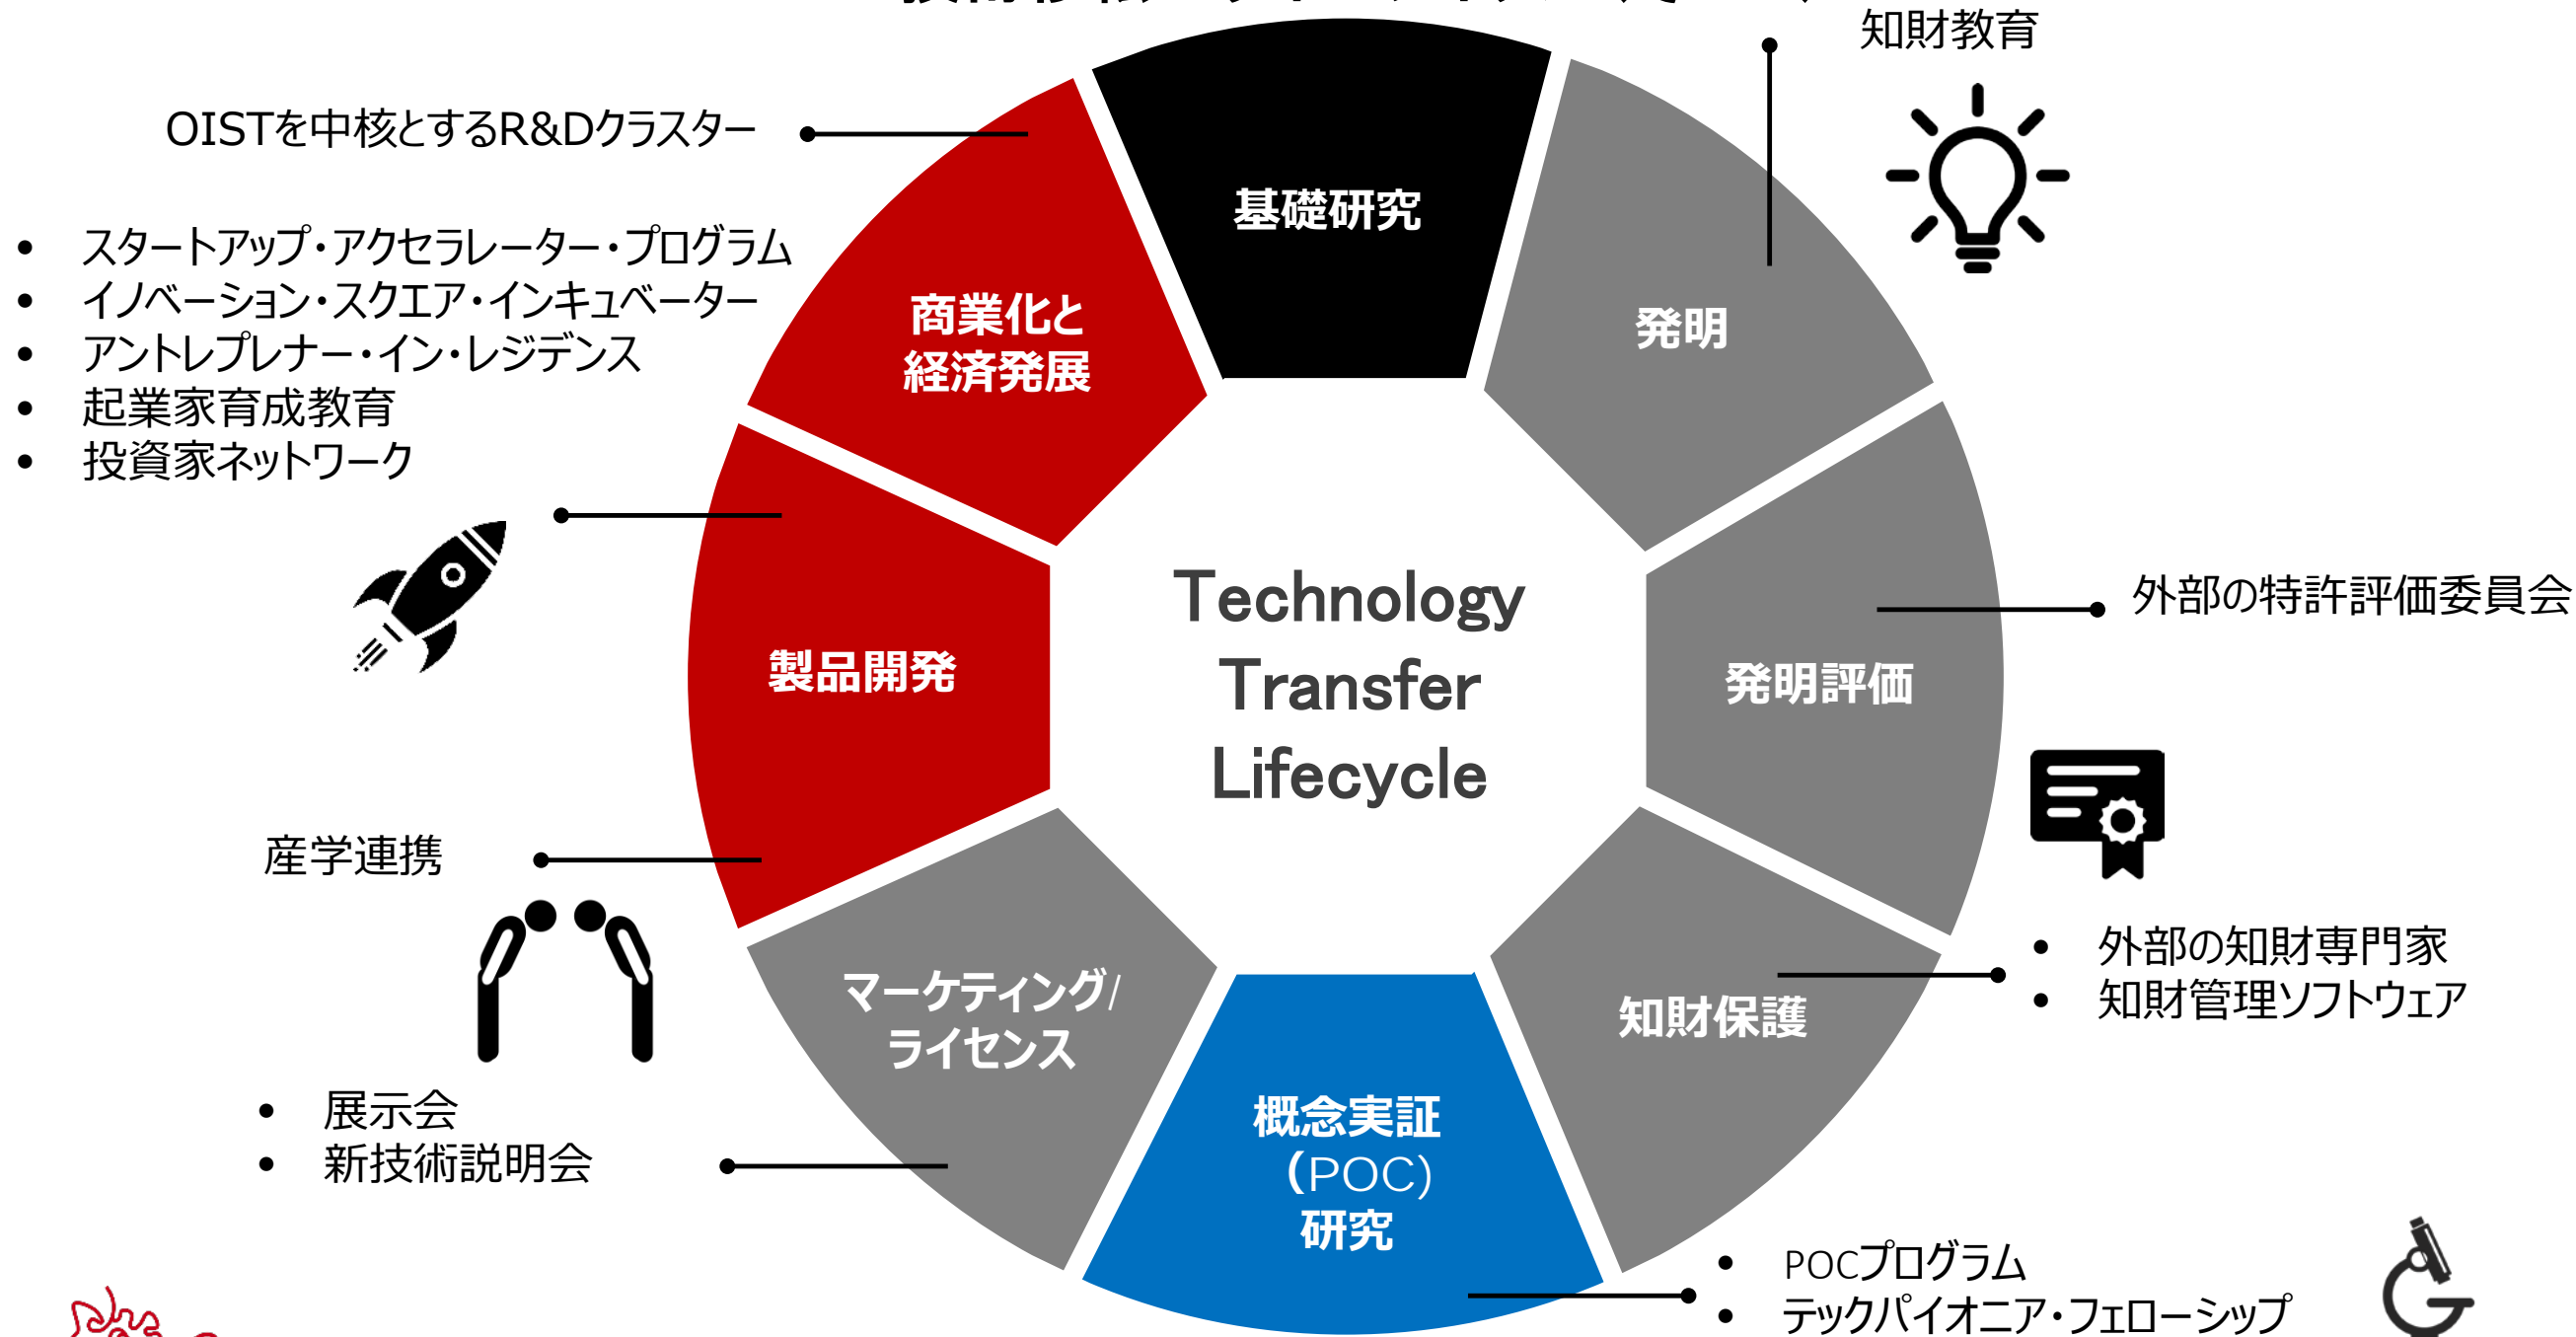 知財教育
OISTを中核とするR&Dクラスター
• スタートアップ・アクセラレーター・プログラム
• イノベーション・スクエア・インキュベーター
• アントレプレナー・イン・レジデンス
• 起業家育成教育
• 投資家ネットワーク
基礎研究
発明
商業化と
経済発展
Technology
Transfer
Lifecycle
外部の特許評価委員会
製品開発
発明評価
産学連携
• 外部の知財専門家
• 知財管理ソフトウェア
マーケティング/
ライセンス
知財保護
• 展示会
• 新技術説明会
概念実証
(POC)
研究
• POCプログラム
• テックパイオニア・フェローシップ